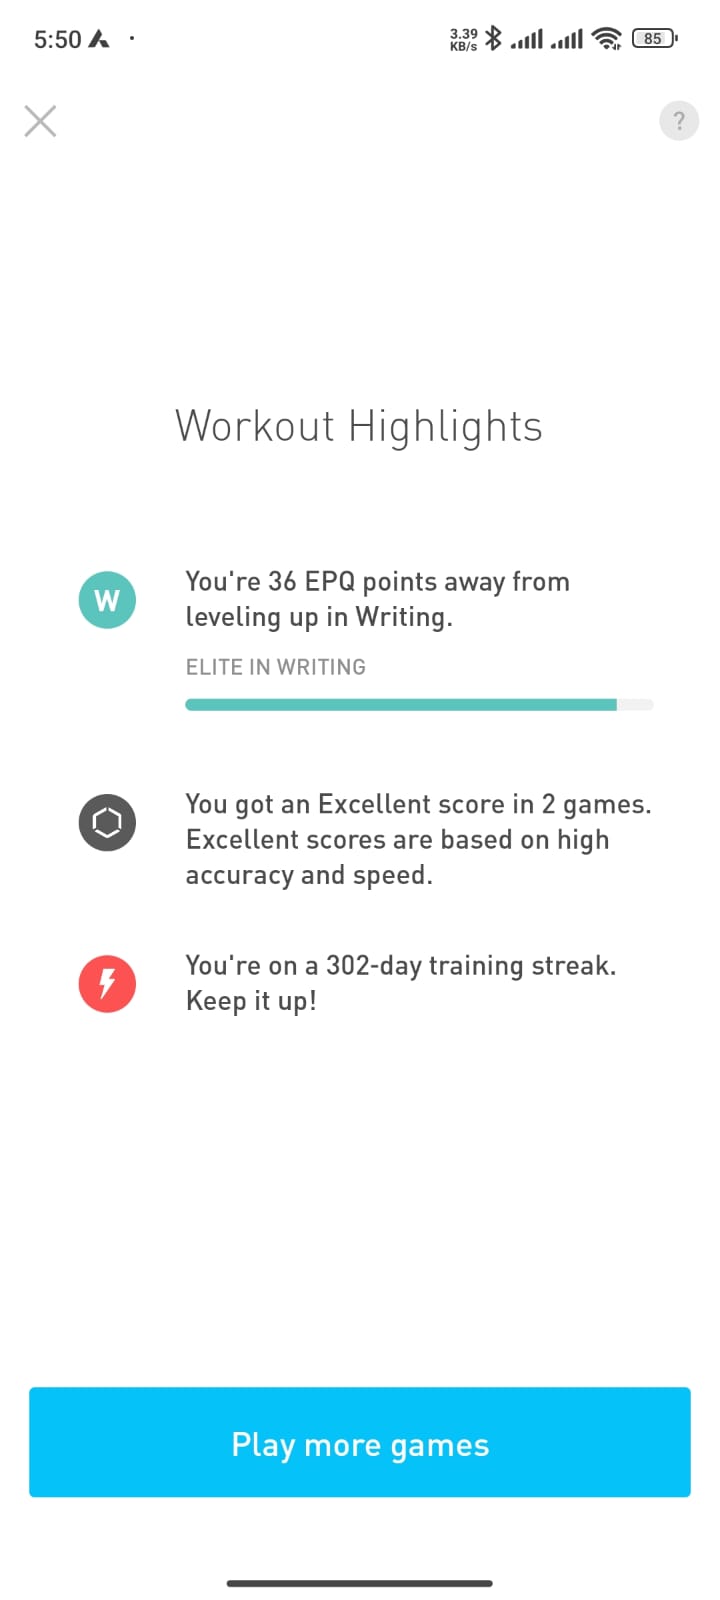 5:50
3.39
KB/s
85
?
Workout Highlights
W
You're 36 EPQ points away from
leveling up in Writing.
ELITE IN WRITING
You got an Excellent score in 2 games.
Excellent scores are based on high
accuracy and speed.
You're on a 302-day training streak.
Keep it up!
Play more games